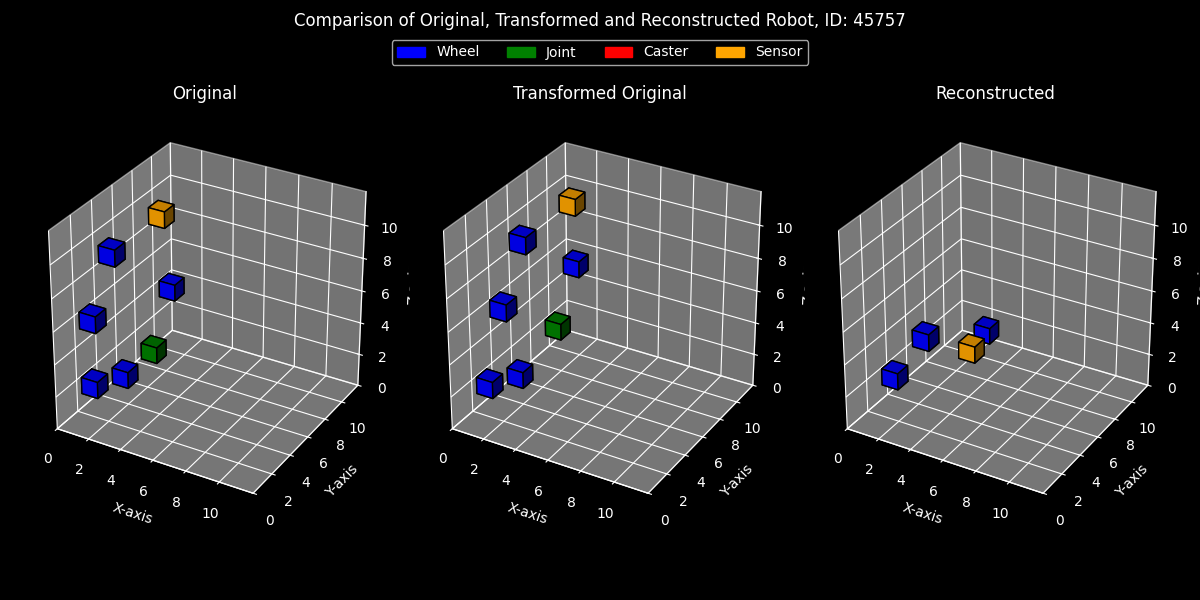 Comparison of Original, Transformed and Reconstructed Robot, ID: 45757
Wheel Joint Caster Sensor
Original Transformed Original Reconstructed
10 10 10
8 8 8
6 6 6
4 4 4
2 2 2
0 0 0
0 2 4 6 8 10 0 2 4 6 8 10 0 2 4 6 8 10
0 2 4 6 8 10 0 2 4 6 8 10 0 2 4 6 8 10
X-axis Y-axis X-axis Y-axis X-axis Y-axis